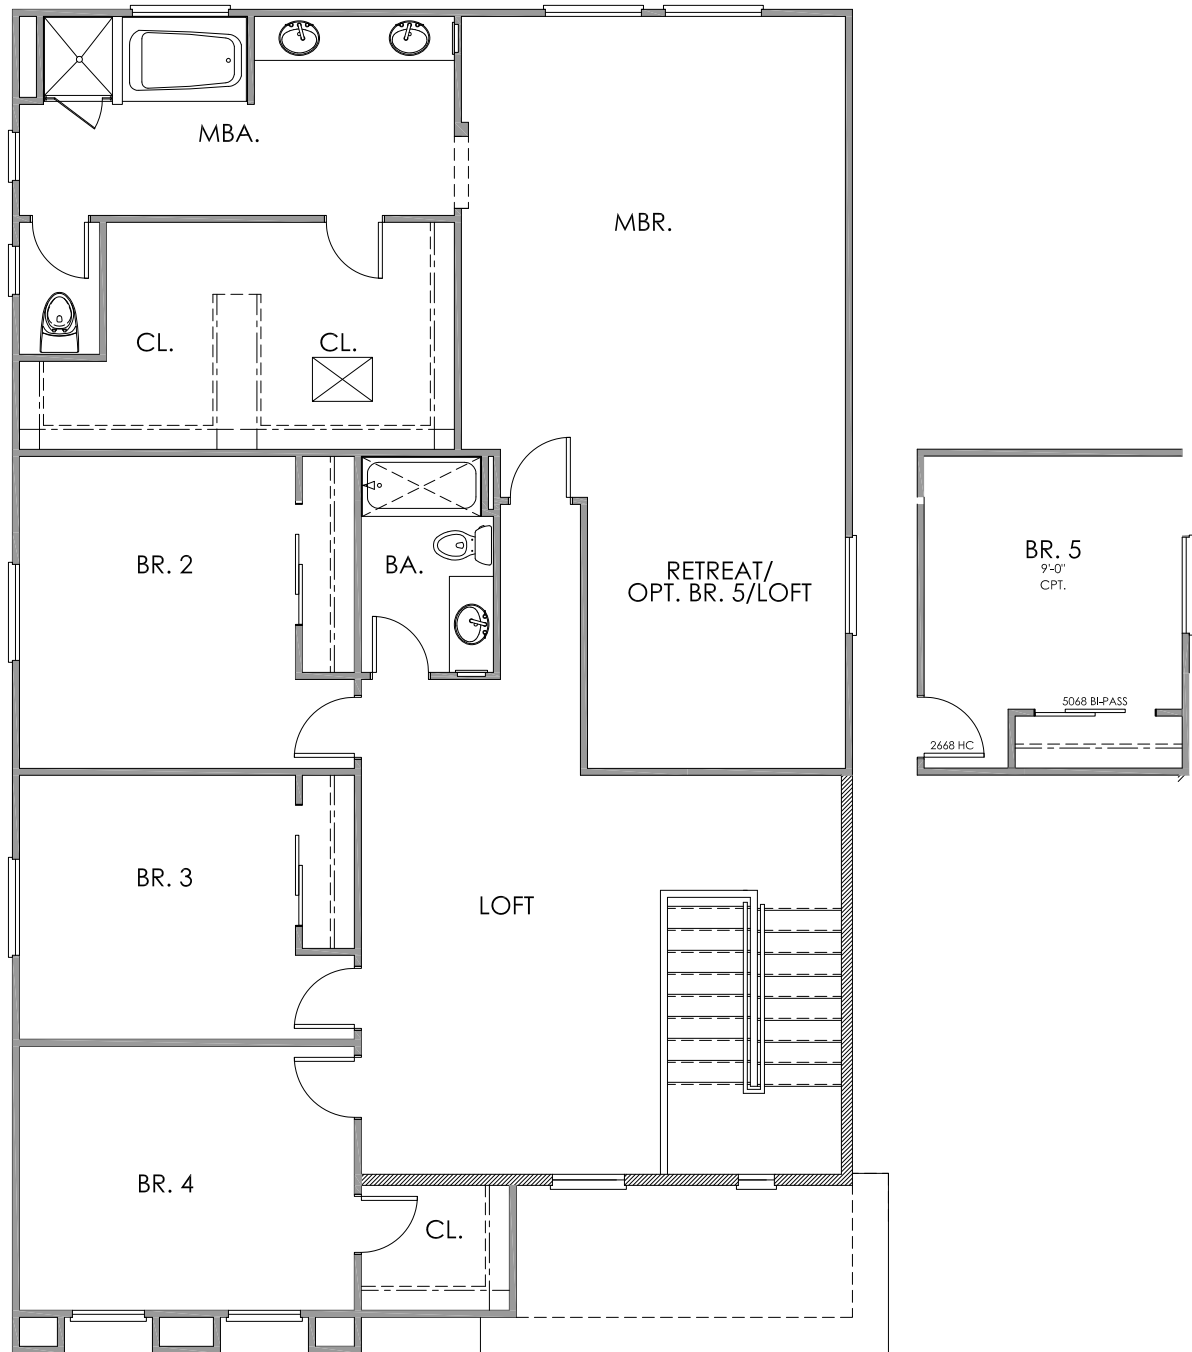 MBA.
MBR.
CL.
CL.
BR. 2
BA.
RETREAT/
OPT. BR. 5/LOFT
BR. 5
9'-0"
CPT.
5068 BI-PASS
2668 HC
BR. 3
LOFT
BR. 4
CL.